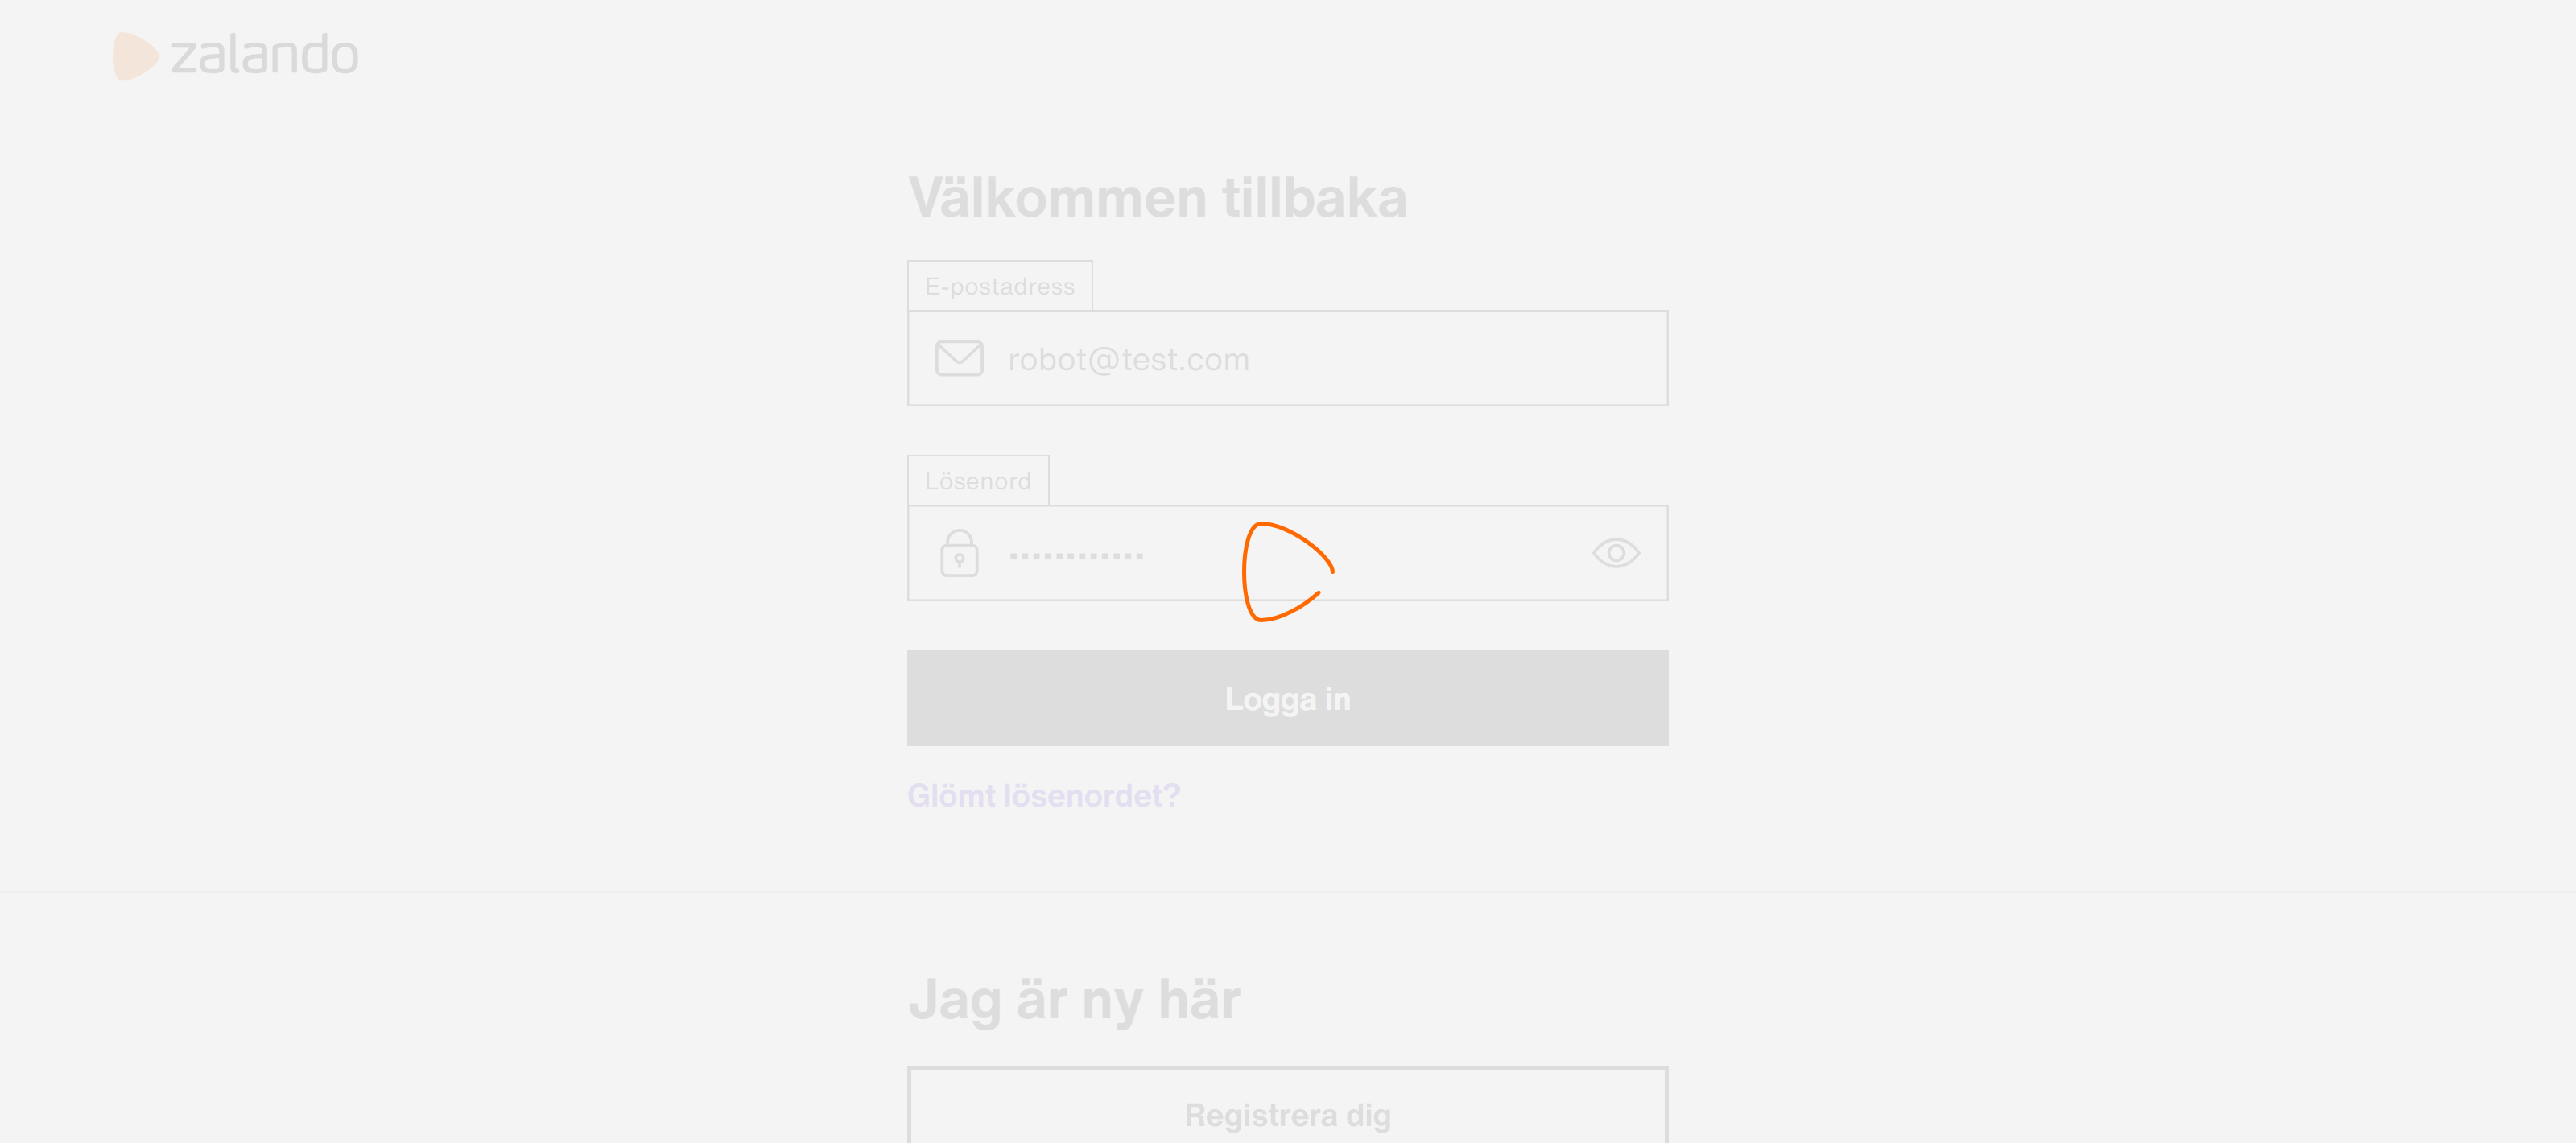 zalando
Välkommen tillbaka
E-postadress
robot@test.com
Lösenord
Logga in
Glömt lösenordet?
Jag är ny här
Registrera dig